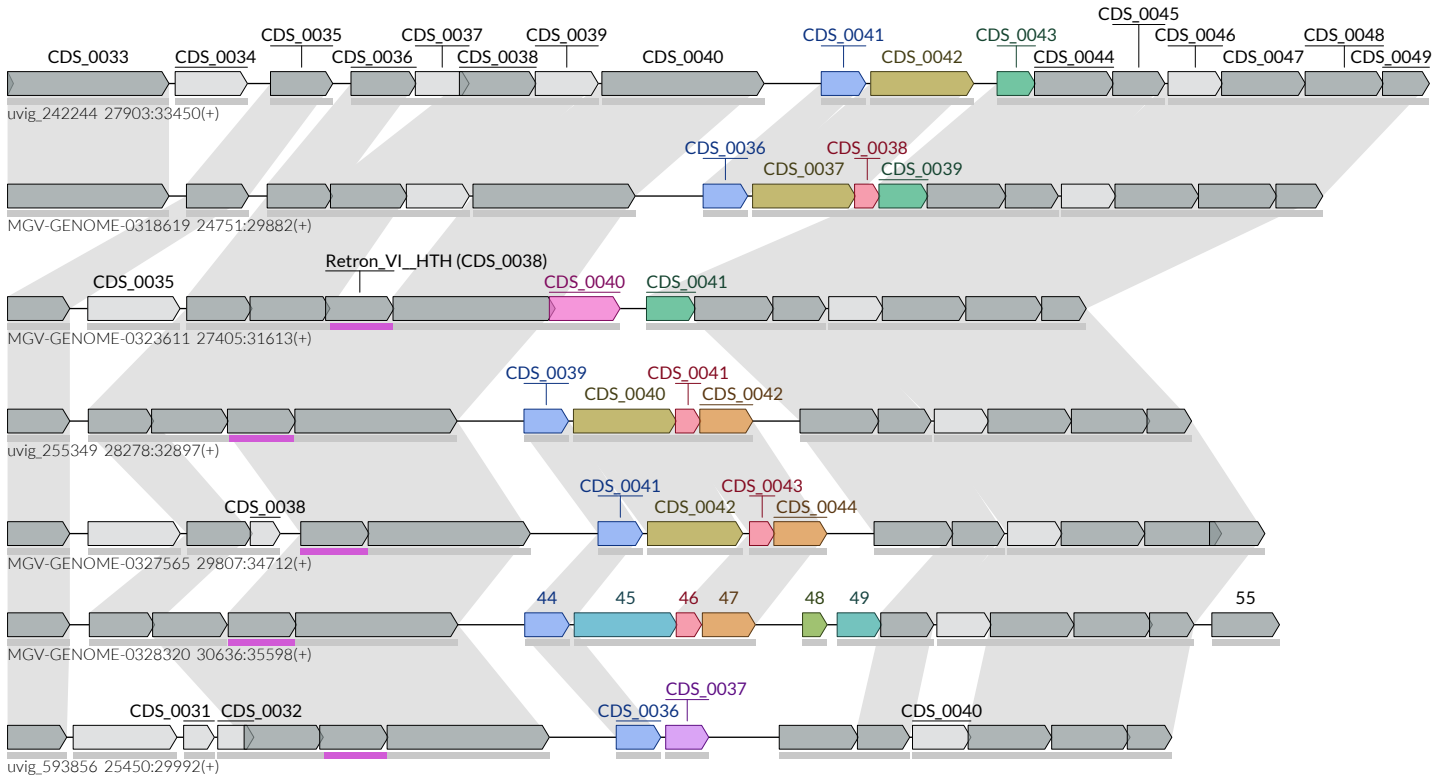 CDS_0033 CDS_0034 CDS_0035 CDS_0036 CDS_0037 CDS_0038 CDS_0039 CDS_0040 CDS_0041 CDS_0042 CDS_0043 CDS_0044 CDS_0045 CDS_0046 CDS_0047 CDS_0048 CDS_0049
uvig_242244 27903:33450(+)
CDS_0036 CDS_0037 CDS_0038 CDS_0039
MGV-GENOME-0318619 24751:29882(+)
CDS_0035 Retron_VI__HTH (CDS_0038) CDS_0040 CDS_0041
MGV-GENOME-0323611 27405:31613(+)
CDS_0039 CDS_0040 CDS_0041 CDS_0042
uvig_255349 28278:32897(+)
CDS_0038 CDS_0041 CDS_0042 CDS_0043 CDS_0044
MGV-GENOME-0327565 29807:34712(+)
44 45 46 47 48 49 55
MGV-GENOME-0328320 30636:35598(+)
CDS_0031 CDS_0032 CDS_0036 CDS_0037 CDS_0040
uvig_593856 25450:29992(+)